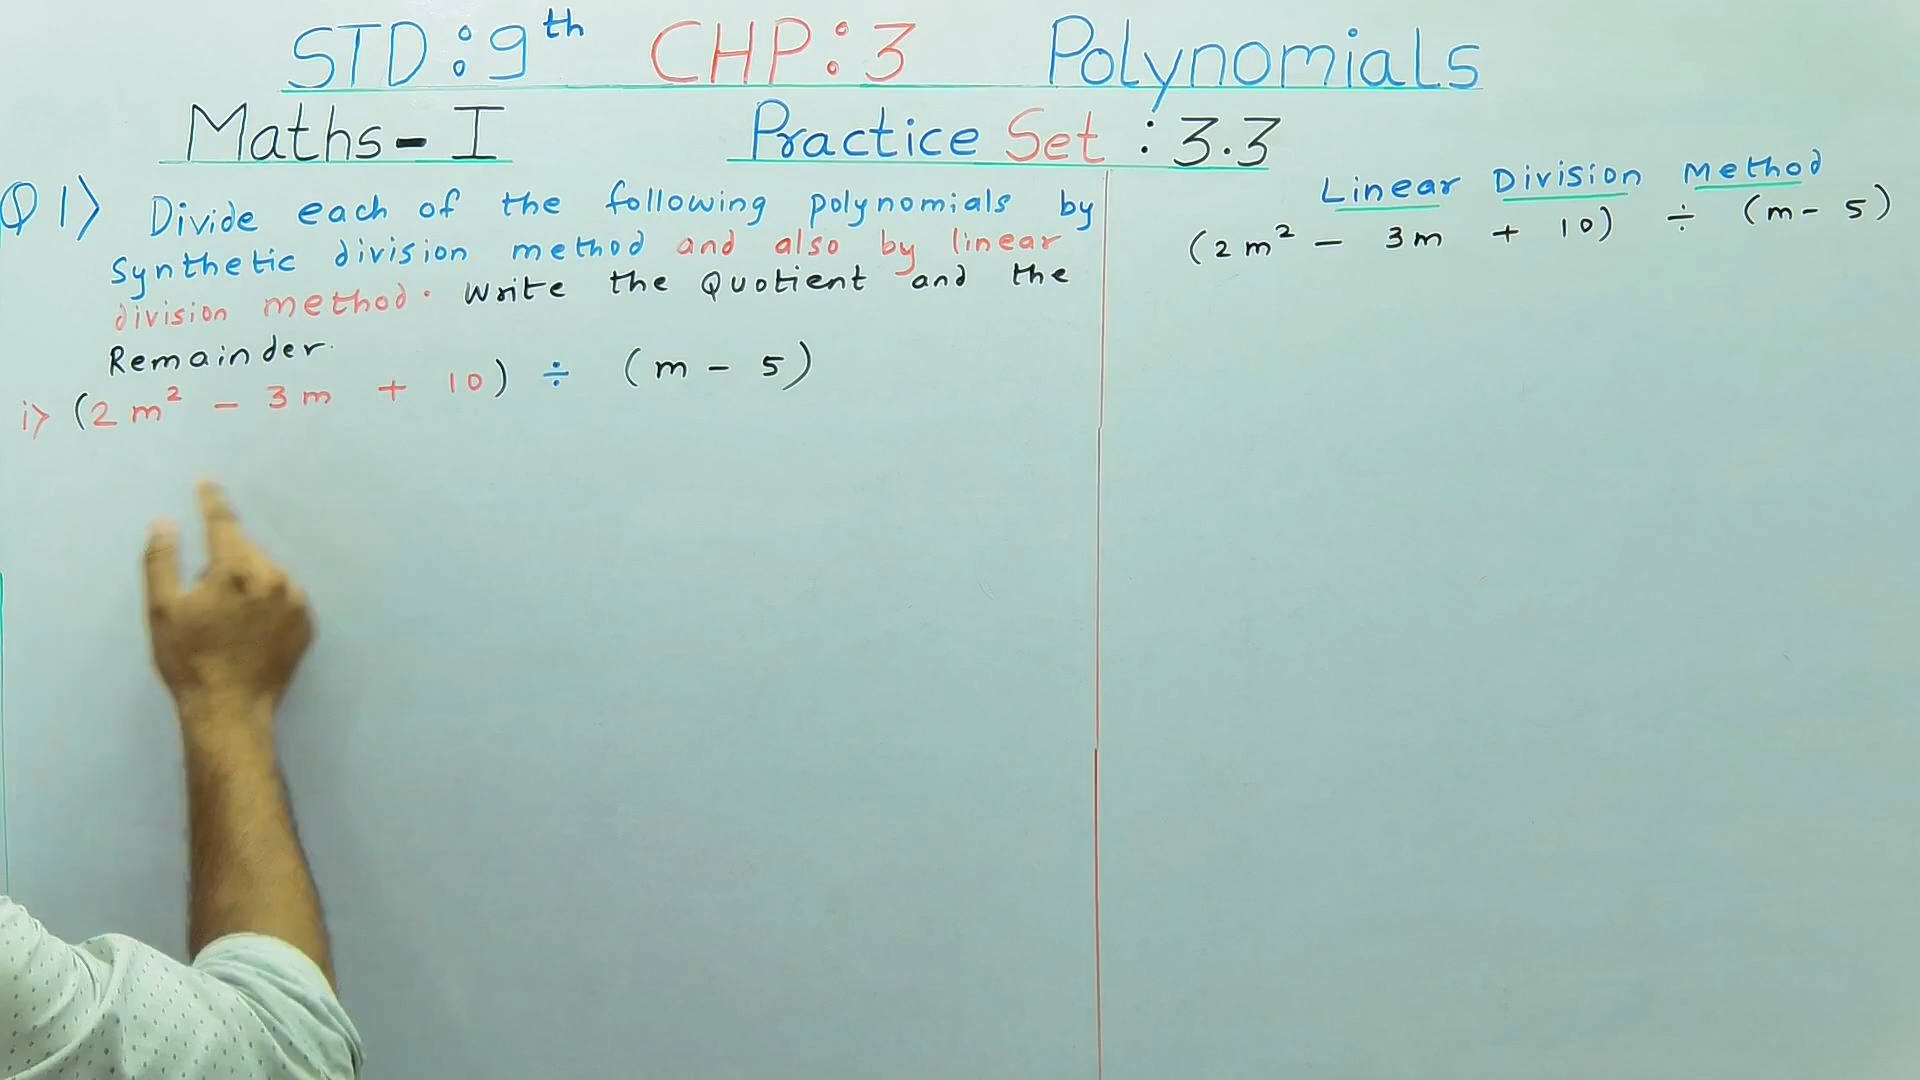 STD : 9th CHP : 3 Polynomials
Maths - I Practice Set : 3.3
Q 1> Divide each of the following polynomials by
synthetic division method and also by linear
division method. Write the Quotient and the
Remainder.
i> (2m² - 3m + 10) ÷ (m - 5)
Linear Division Method
(2m² - 3m + 10) ÷ (m - 5)